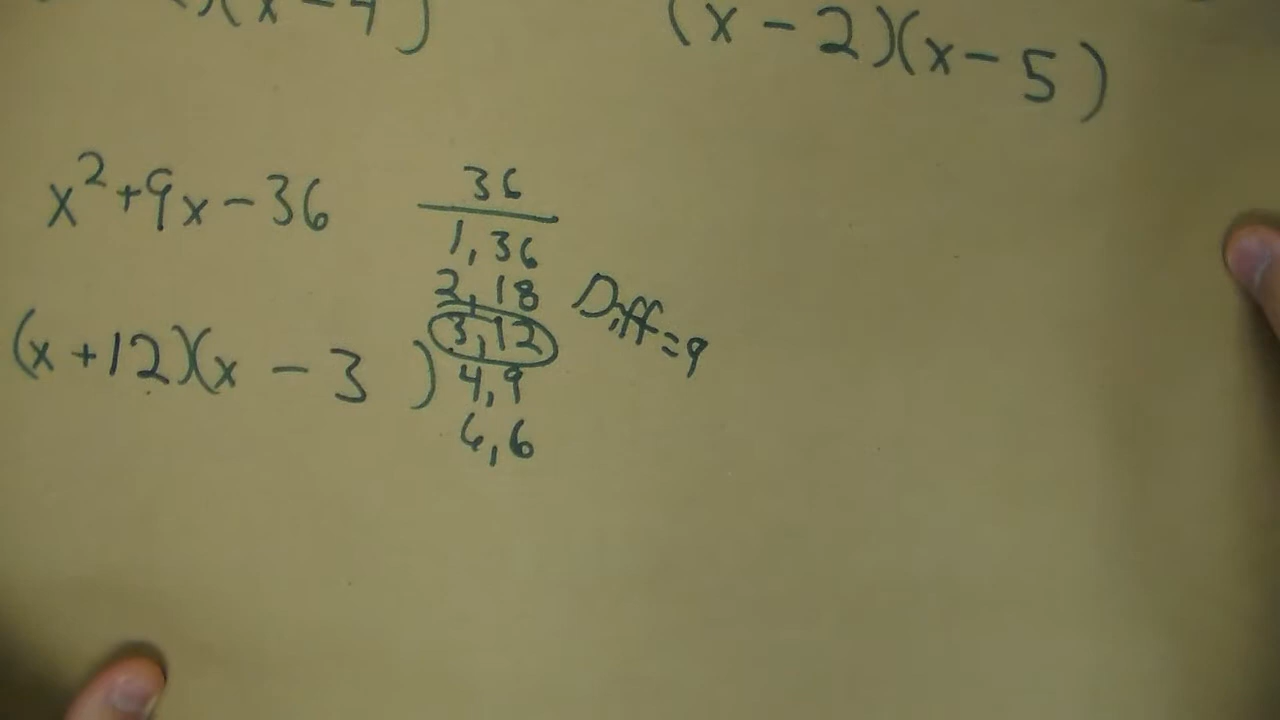 )(x - 4)
(x - 2)(x - 5)
x² + 9x - 36
36
1, 36
2, 18
3, 12
Diff = 9
(x + 12)(x - 3 )
4, 9
6, 6